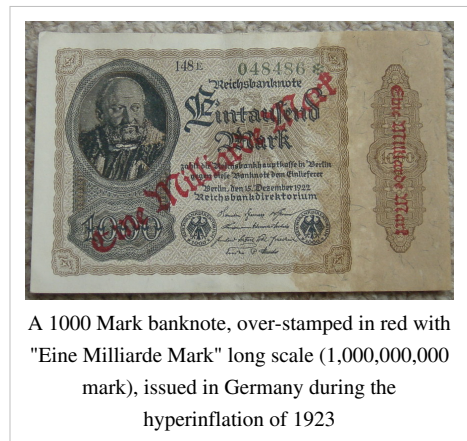 148E 048486 *
Reichsbanknote
Eintausend
Mark
Berlin, den 15. Dezember 1922
Reichsbankdirektorium
Eine Milliarde Mark
Eine Milliarde Mark
1000
1000
A 1000 Mark banknote, over-stamped in red with
"Eine Milliarde Mark" long scale (1,000,000,000
mark), issued in Germany during the
hyperinflation of 1923